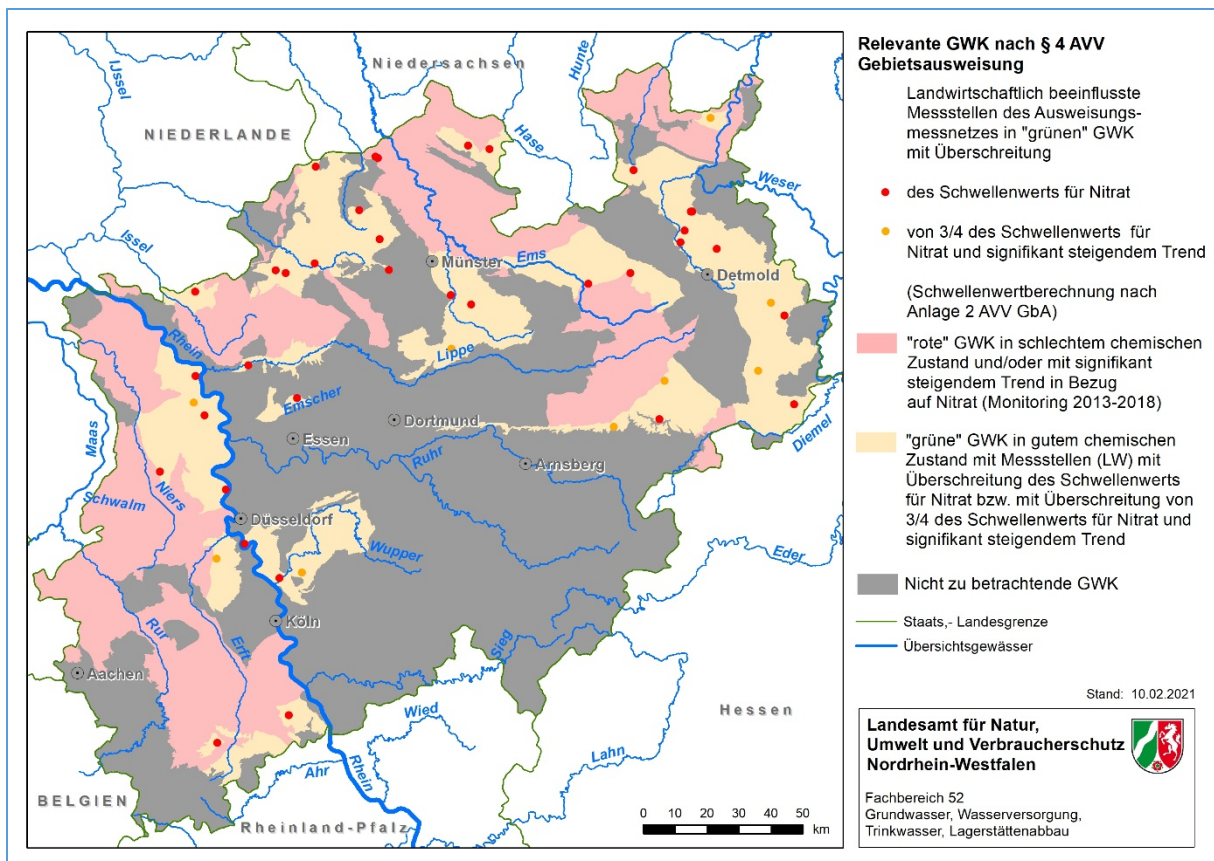 Relevante GWK nach § 4 AVV
Gebietsausweisung
Landwirtschaftlich beeinflusste
Messstellen des Ausweisungs-
messnetzes in "grünen" GWK
mit Überschreitung
des Schwellenwerts für Nitrat
von 3/4 des Schwellenwerts für
Nitrat und signifikant steigendem Trend
(Schwellenwertberechnung nach
Anlage 2 AVV GbA)
"rote" GWK in schlechtem chemischen
Zustand und/oder mit signifikant
steigendem Trend in Bezug
auf Nitrat (Monitoring 2013-2018)
"grüne" GWK in gutem chemischen
Zustand mit Messstellen (LW) mit
Überschreitung des Schwellenwerts
für Nitrat bzw. mit Überschreitung von
3/4 des Schwellenwerts für Nitrat und
signifikant steigendem Trend
Nicht zu betrachtende GWK
Staats,- Landesgrenze
Übersichtsgewässer
Stand: 10.02.2021
Landesamt für Natur,
Umwelt und Verbraucherschutz
Nordrhein-Westfalen
Fachbereich 52
Grundwasser, Wasserversorgung,
Trinkwasser, Lagerstättenabbau
IJssel
Niedersachsen
Hunte
NIEDERLANDE
Hase
Weser
Issel
Münster
Ems
Detmold
Rhein
Lippe
Emscher
Dortmund
Essen
Diemel
Maas
Ruhr
Arnsberg
Niers
Schwalm
Düsseldorf
Wupper
Eder
Köln
Rur
Erft
Sieg
Aachen
Wied
Hessen
Lahn
Ahr
Rhein
BELGIEN
Rheinland-Pfalz
0 10 20 30 40 50
km